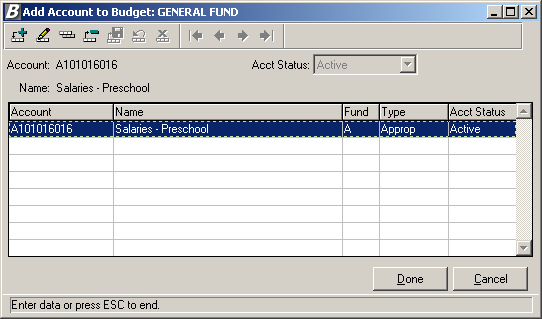 B Add Account to Budget: GENERAL FUND
Account: A101016016 Acct Status: Active
Name: Salaries - Preschool
Account Name Fund Type Acct Status
A101016016 Salaries - Preschool A Approp Active
Done Cancel
Enter data or press ESC to end.